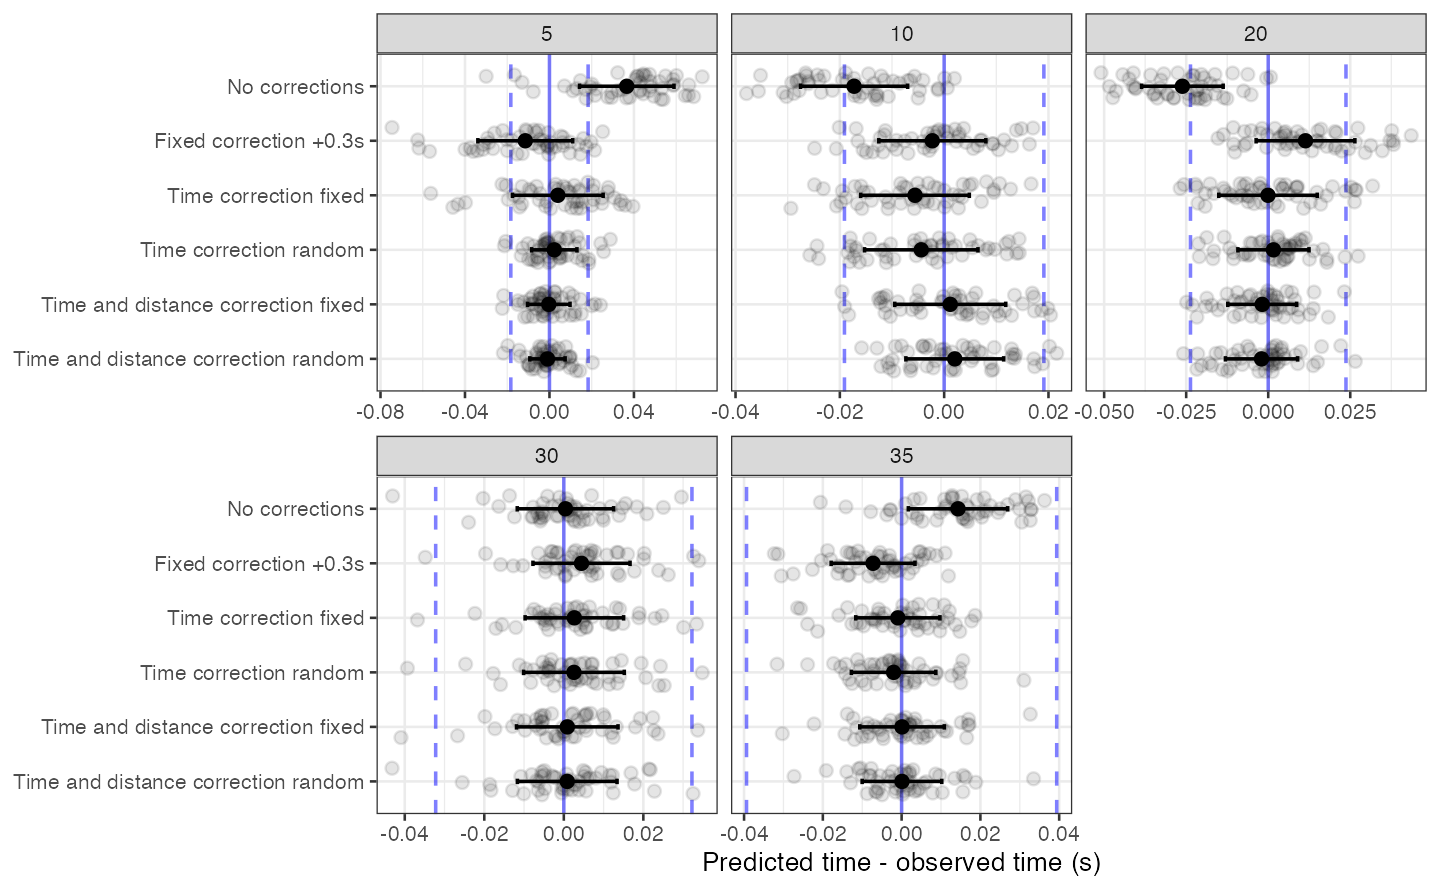 5 10 20
No corrections
Fixed correction +0.3s
Time correction fixed
Time correction random
Time and distance correction fixed
Time and distance correction random
-0.08 -0.04 0.00 0.04 -0.04 -0.02 0.00 0.02 -0.050 -0.025 0.000 0.025
30 35
No corrections
Fixed correction +0.3s
Time correction fixed
Time correction random
Time and distance correction fixed
Time and distance correction random
-0.04 -0.02 0.00 0.02 -0.04 -0.02 0.00 0.02 0.04
Predicted time - observed time (s)